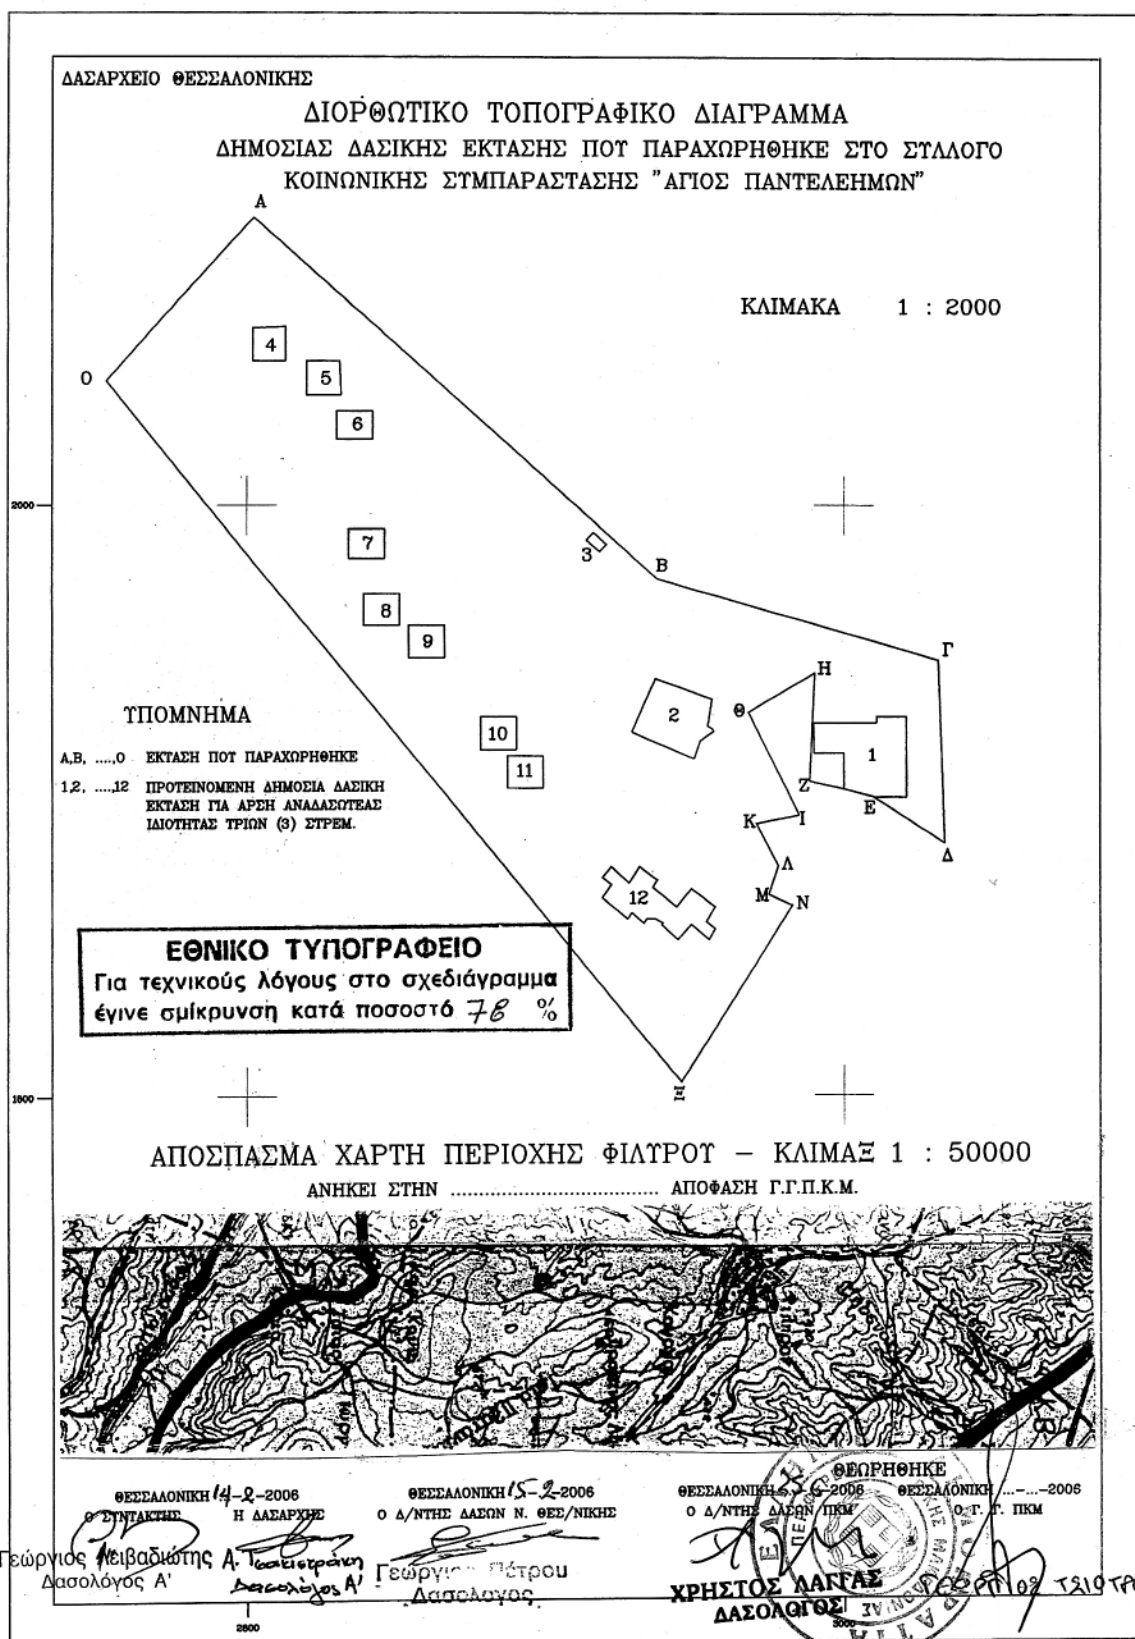 ΔΑΣΑΡΧΕΙΟ ΘΕΣΣΑΛΟΝΙΚΗΣ
ΔΙΟΡΘΩΤΙΚΟ ΤΟΠΟΓΡΑΦΙΚΟ ΔΙΑΓΡΑΜΜΑ
ΔΗΜΟΣΙΑΣ ΔΑΣΙΚΗΣ ΕΚΤΑΣΗΣ ΠΟΥ ΠΑΡΑΧΩΡΗΘΗΚΕ ΣΤΟ ΣΥΛΛΟΓΟ
ΚΟΙΝΩΝΙΚΗΣ ΣΥΜΠΑΡΑΣΤΑΣΗΣ "ΑΓΙΟΣ ΠΑΝΤΕΛΕΗΜΩΝ"
Α
ΚΛΙΜΑΚΑ 1 : 2000
4
Ο
5
6
2000
7
3
Β
8
9
Γ
Η
Θ
2
1
10
11
Ζ
Ε
Ι
Κ
Δ
Λ
Μ
Ν
12
Ξ
ΥΠΟΜΝΗΜΑ
Α,Β, ....,Ο ΕΚΤΑΣΗ ΠΟΥ ΠΑΡΑΧΩΡΗΘΗΚΕ
1,2, ....,12 ΠΡΟΤΕΙΝΟΜΕΝΗ ΔΗΜΟΣΙΑ ΔΑΣΙΚΗ
ΕΚΤΑΣΗ ΓΙΑ ΑΡΣΗ ΑΝΑΔΑΣΩΤΕΑΣ
ΙΔΙΟΤΗΤΑΣ ΤΡΙΩΝ (3) ΣΤΡΕΜ.
ΕΘΝΙΚΟ ΤΥΠΟΓΡΑΦΕΙΟ
Για τεχνικούς λόγους στο σχεδιάγραμμα
έγινε σμίκρυνση κατά ποσοστό 78 %
1800
ΑΠΟΣΠΑΣΜΑ ΧΑΡΤΗ ΠΕΡΙΟΧΗΣ ΦΙΛΥΡΟΥ – ΚΛΙΜΑΞ 1 : 50000
ΑΝΗΚΕΙ ΣΤΗΝ .................................. ΑΠΟΦΑΣΗ Γ.Γ.Π.Κ.Μ.
ΘΕΩΡΗΘΗΚΕ
ΘΕΣΣΑΛΟΝΙΚΗ 14-2-2006 ΘΕΣΣΑΛΟΝΙΚΗ 15-2-2006 ΘΕΣΣΑΛΟΝΙΚΗ -2006 ΘΕΣΣΑΛΟΝΙΚΗ ...-...-2006
Ο ΣΥΝΤΑΚΤΗΣ Η ΔΑΣΑΡΧΗΣ Ο Δ/ΝΤΗΣ ΔΑΣΩΝ Ν. ΘΕΣ/ΝΙΚΗΣ Ο Δ/ΝΤΗΣ ΔΑΣΩΝ ΠΚΜ Ο Γ. Γ. ΠΚΜ
Γεώργιος Λειβαδιώτης Α.
Δασολόγος Α' Δασολόγος Α'
Γεώργιος Πέτρου
Δασολόγος
ΧΡΗΣΤΟΣ ΛΑΓΓΑΣ
ΔΑΣΟΛΟΓΟΣ
2800 3000